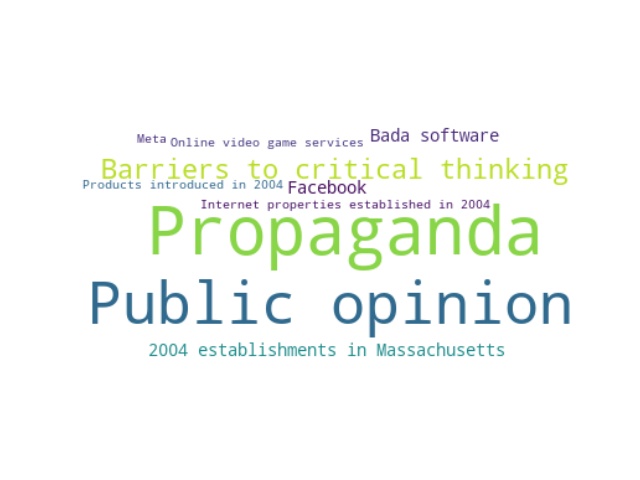 Meta Online video game services Bada software
Barriers to critical thinking
Products introduced in 2004 Facebook
Internet properties established in 2004
Propaganda
Public opinion
2004 establishments in Massachusetts